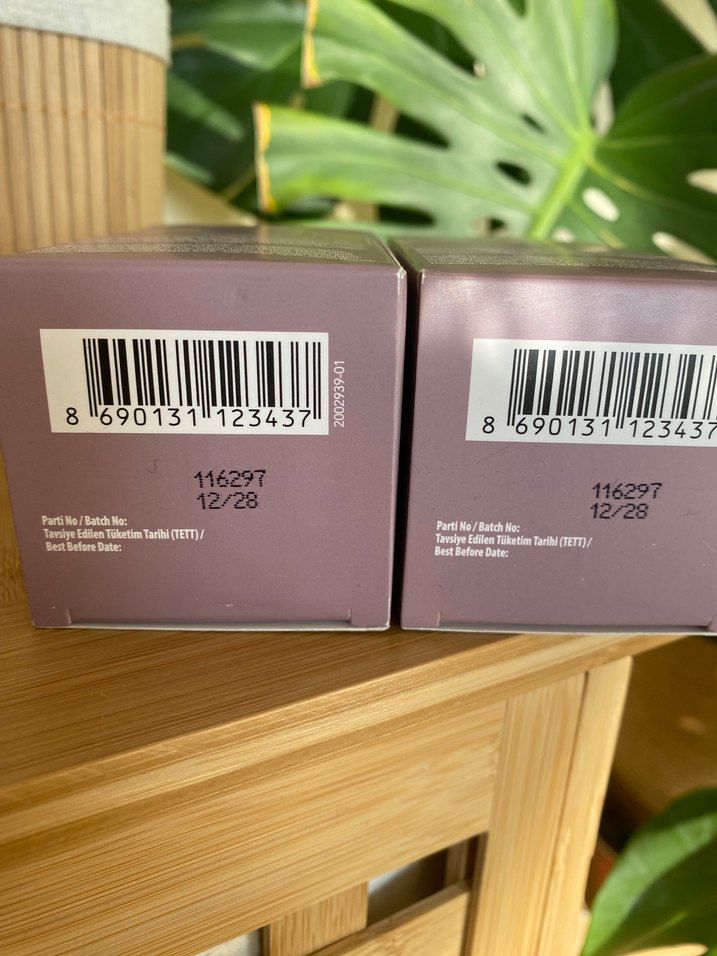 8 690131 123437
2002939-01
116297
12/28
Parti No / Batch No:
Tavsiye Edilen Tüketim Tarihi (TETT) /
Best Before Date:
8 690131 123437
116297
12/28
Parti No / Batch No:
Tavsiye Edilen Tüketim Tarihi (TETT) /
Best Before Date: